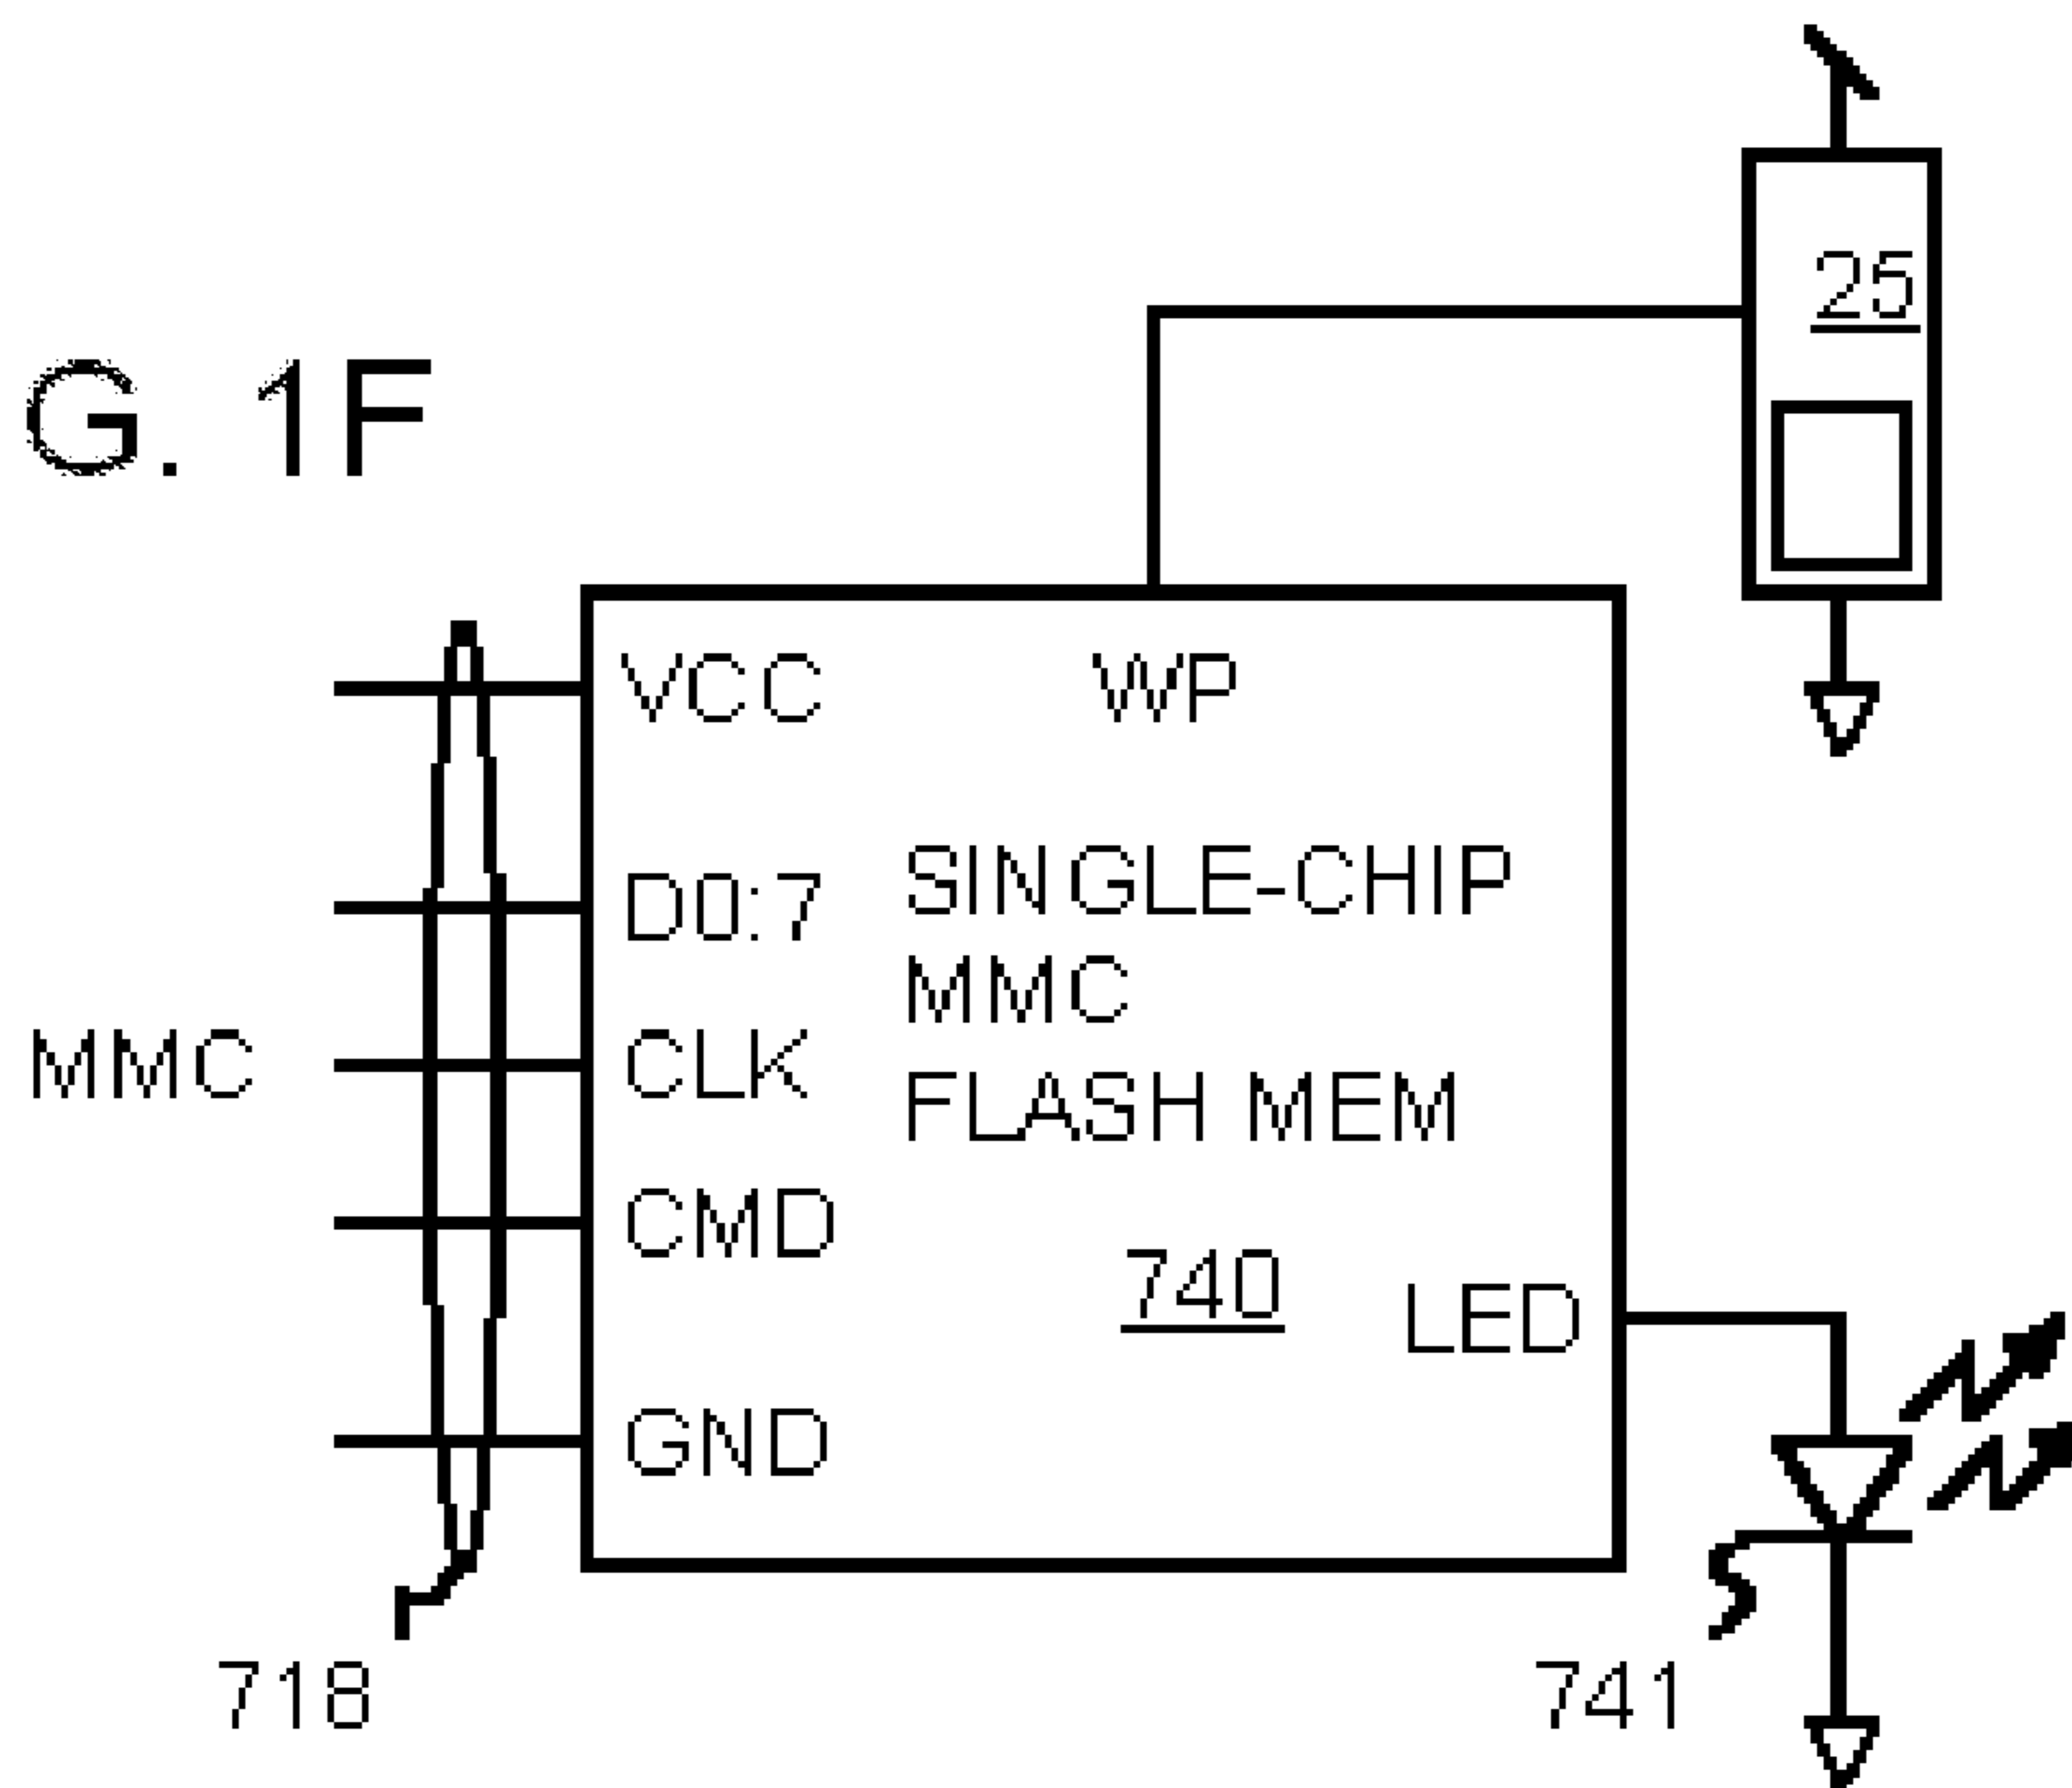 25
G. 1F
VCC
WP
D0:7
SINGLE-CHIP
MMC
FLASH MEM
MMC
CLK
CMD
740
LED
GND
718
741